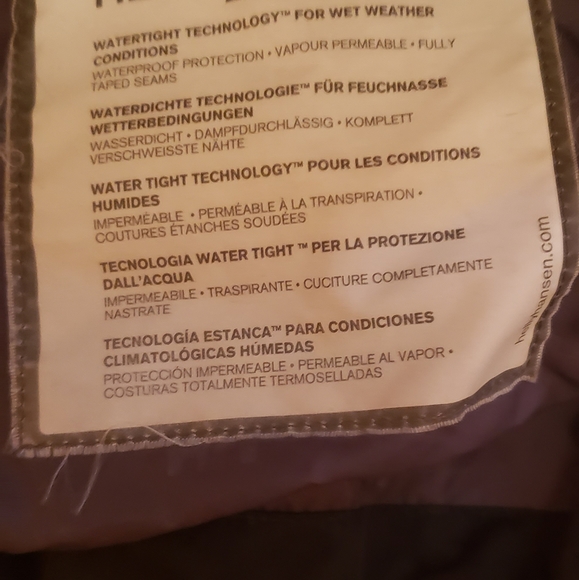 WATERTIGHT TECHNOLOGY™ FOR WET WEATHER
CONDITIONS
WATERPROOF PROTECTION • VAPOUR PERMEABLE • FULLY
TAPED SEAMS
WATERDICHTE TECHNOLOGIE™ FÜR FEUCHNASSE
WETTERBEDINGUNGEN
WASSERDICHT • DAMPFDURCHLÄSSIG • KOMPLETT
VERSCHWEISSTE NÄHTE
WATER TIGHT TECHNOLOGY™ POUR LES CONDITIONS
HUMIDES
IMPERMÉABLE • PERMÉABLE À LA TRANSPIRATION •
COUTURES ÉTANCHES SOUDÉES
TECNOLOGIA WATER TIGHT ™ PER LA PROTEZIONE
DALL'ACQUA
IMPERMEABILE • TRASPIRANTE • CUCITURE COMPLETAMENTE
NASTRATE
TECNOLOGÍA ESTANCA™ PARA CONDICIONES
CLIMATOLÓGICAS HÚMEDAS
PROTECCIÓN IMPERMEABLE • PERMEABLE AL VAPOR •
COSTURAS TOTALMENTE TERMOSELLADAS
hellyhansen.com